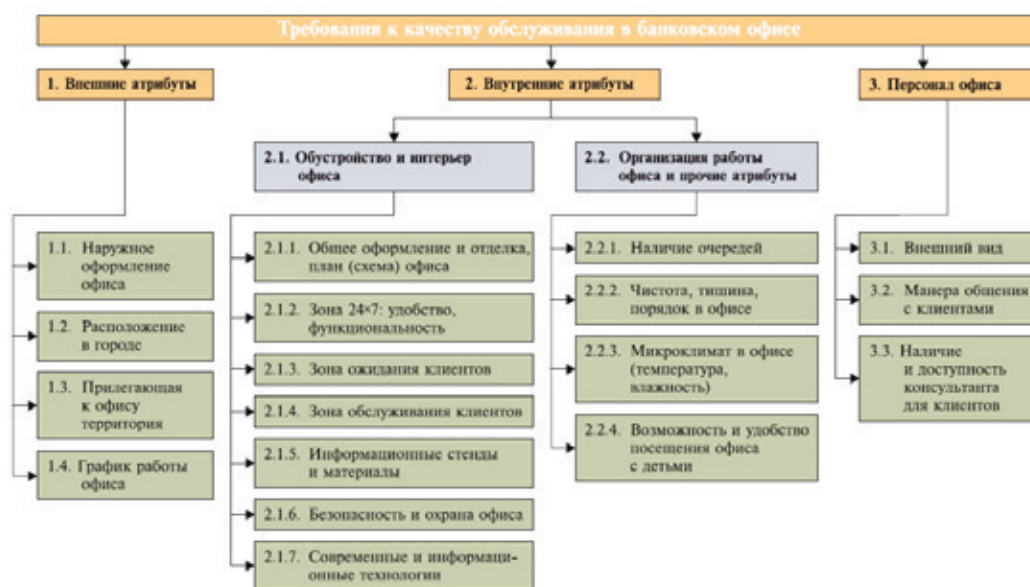 Требования к качеству обслуживания в банковском офисе
1. Внешние атрибуты
2. Внутренние атрибуты
3. Персонал офиса
2.1. Обустройство и интерьер
офиса
2.2. Организация работы
офиса и прочие атрибуты
1.1. Наружное
оформление
офиса
1.2. Расположение
в городе
1.3. Прилегающая
к офису
территория
1.4. График работы
офиса
2.1.1. Общее оформление и отделка,
план (схема) офиса
2.1.2. Зона 24×7: удобство,
функциональность
2.1.3. Зона ожидания клиентов
2.1.4. Зона обслуживания клиентов
2.1.5. Информационные стенды
и материалы
2.1.6. Безопасность и охрана офиса
2.1.7. Современные и информаци-
онные технологии
2.2.1. Наличие очередей
2.2.2. Чистота, тишина,
порядок в офисе
2.2.3. Микроклимат в офисе
(температура,
влажность)
2.2.4. Возможность и удобство
посещения офиса
с детьми
3.1. Внешний вид
3.2. Манера общения
с клиентами
3.3. Наличие
и доступность
консультанта
для клиентов